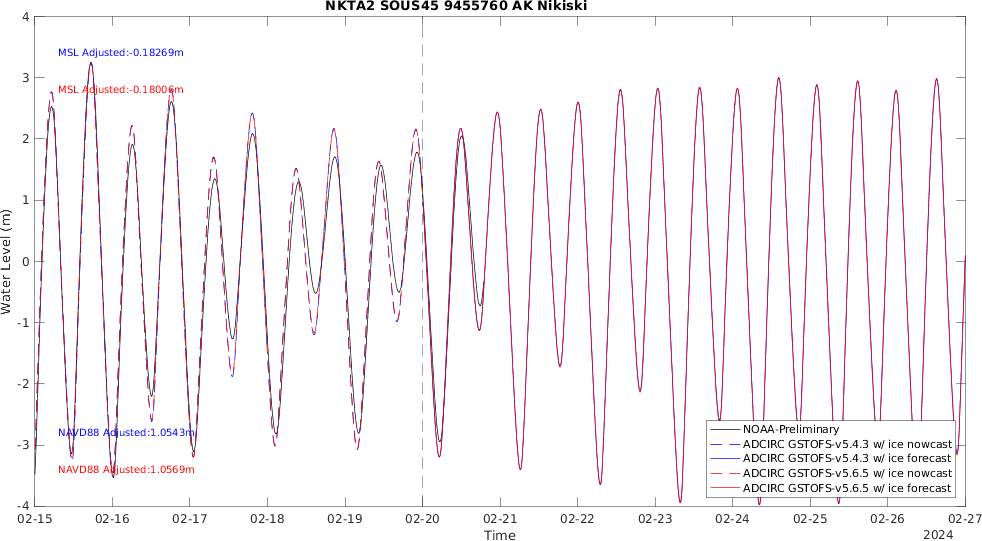 NKTA2 SOUS45 9455760 AK Nikiski
Water Level (m)
4
3
2
1
0
-1
-2
-3
-4
MSL Adjusted:-0.18269m
MSL Adjusted:-0.18006m
NAVD88 Adjusted:1.0543m
NAVD88 Adjusted:1.0569m
NOAA-Preliminary
ADCIRC GSTOFS-v5.4.3 w/ ice nowcast
ADCIRC GSTOFS-v5.4.3 w/ ice forecast
ADCIRC GSTOFS-v5.6.5 w/ ice nowcast
ADCIRC GSTOFS-v5.6.5 w/ ice forecast
02-15 02-16 02-17 02-18 02-19 02-20 02-21 02-22 02-23 02-24 02-25 02-26 02-27
Time
2024